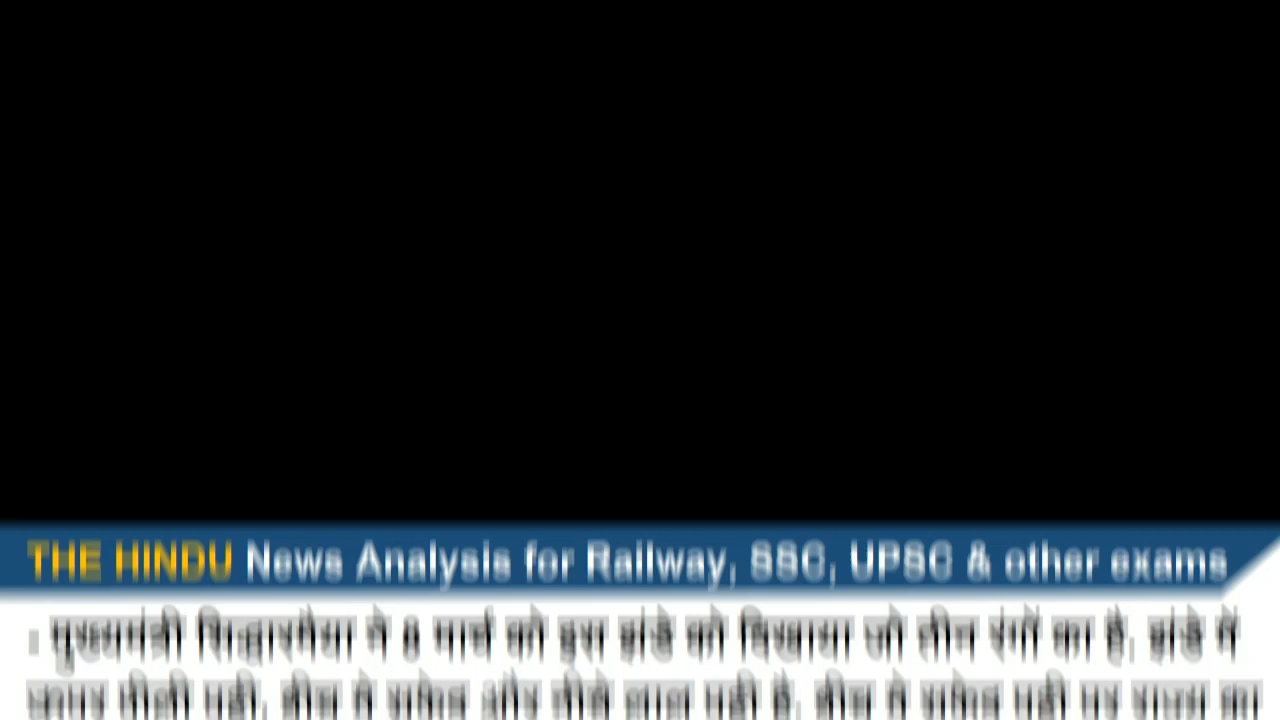 THE HINDU News Analysis for Railway, SSC, UPSC & other exams
मुख्यमंत्री सिद्धारमैया ने 8 मार्च को इस झंडे को दिखाया जो तीन रंगों का है, झंडे में
ऊपर पीली पट्टी, बीच में सफेद और नीचे लाल पट्टी है, बीच में सफेद पट्टी पर राज्य का